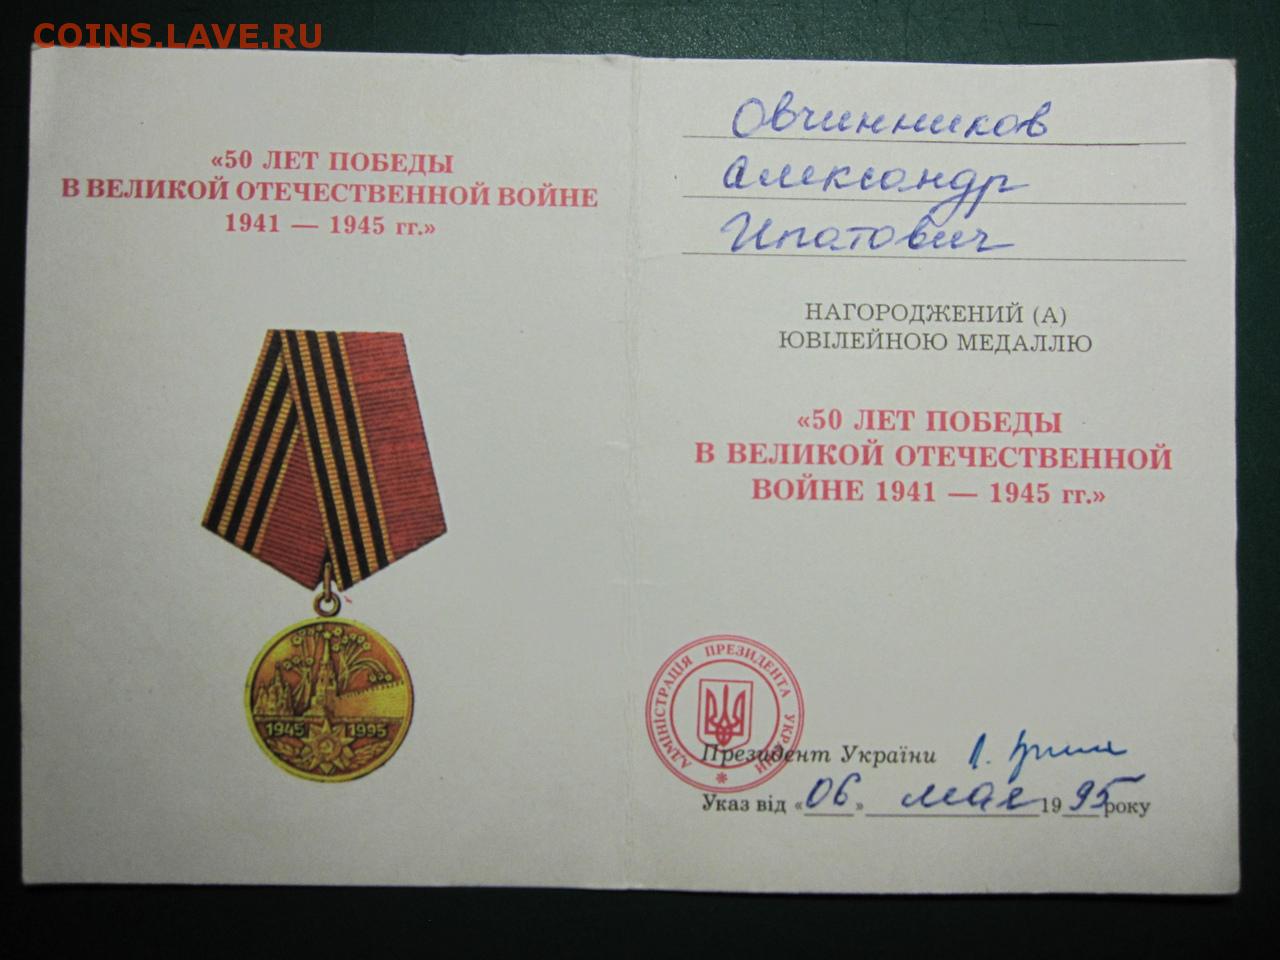 COINS.LAVE.RU
«50 ЛЕТ ПОБЕДЫ
В ВЕЛИКОЙ ОТЕЧЕСТВЕННОЙ ВОЙНЕ
1941 — 1945 гг.»
1945 1995
Овчинников
Александр
Ипатович
НАГОРОДЖЕНИЙ (А)
ЮВІЛЕЙНОЮ МЕДАЛЛЮ
«50 ЛЕТ ПОБЕДЫ
В ВЕЛИКОЙ ОТЕЧЕСТВЕННОЙ
ВОЙНЕ 1941 — 1945 гг.»
АДМІНІСТРАЦІЯ ПРЕЗИДЕНТА УКРАЇНИ
Президент України
Указ від «06» мая 1995 року